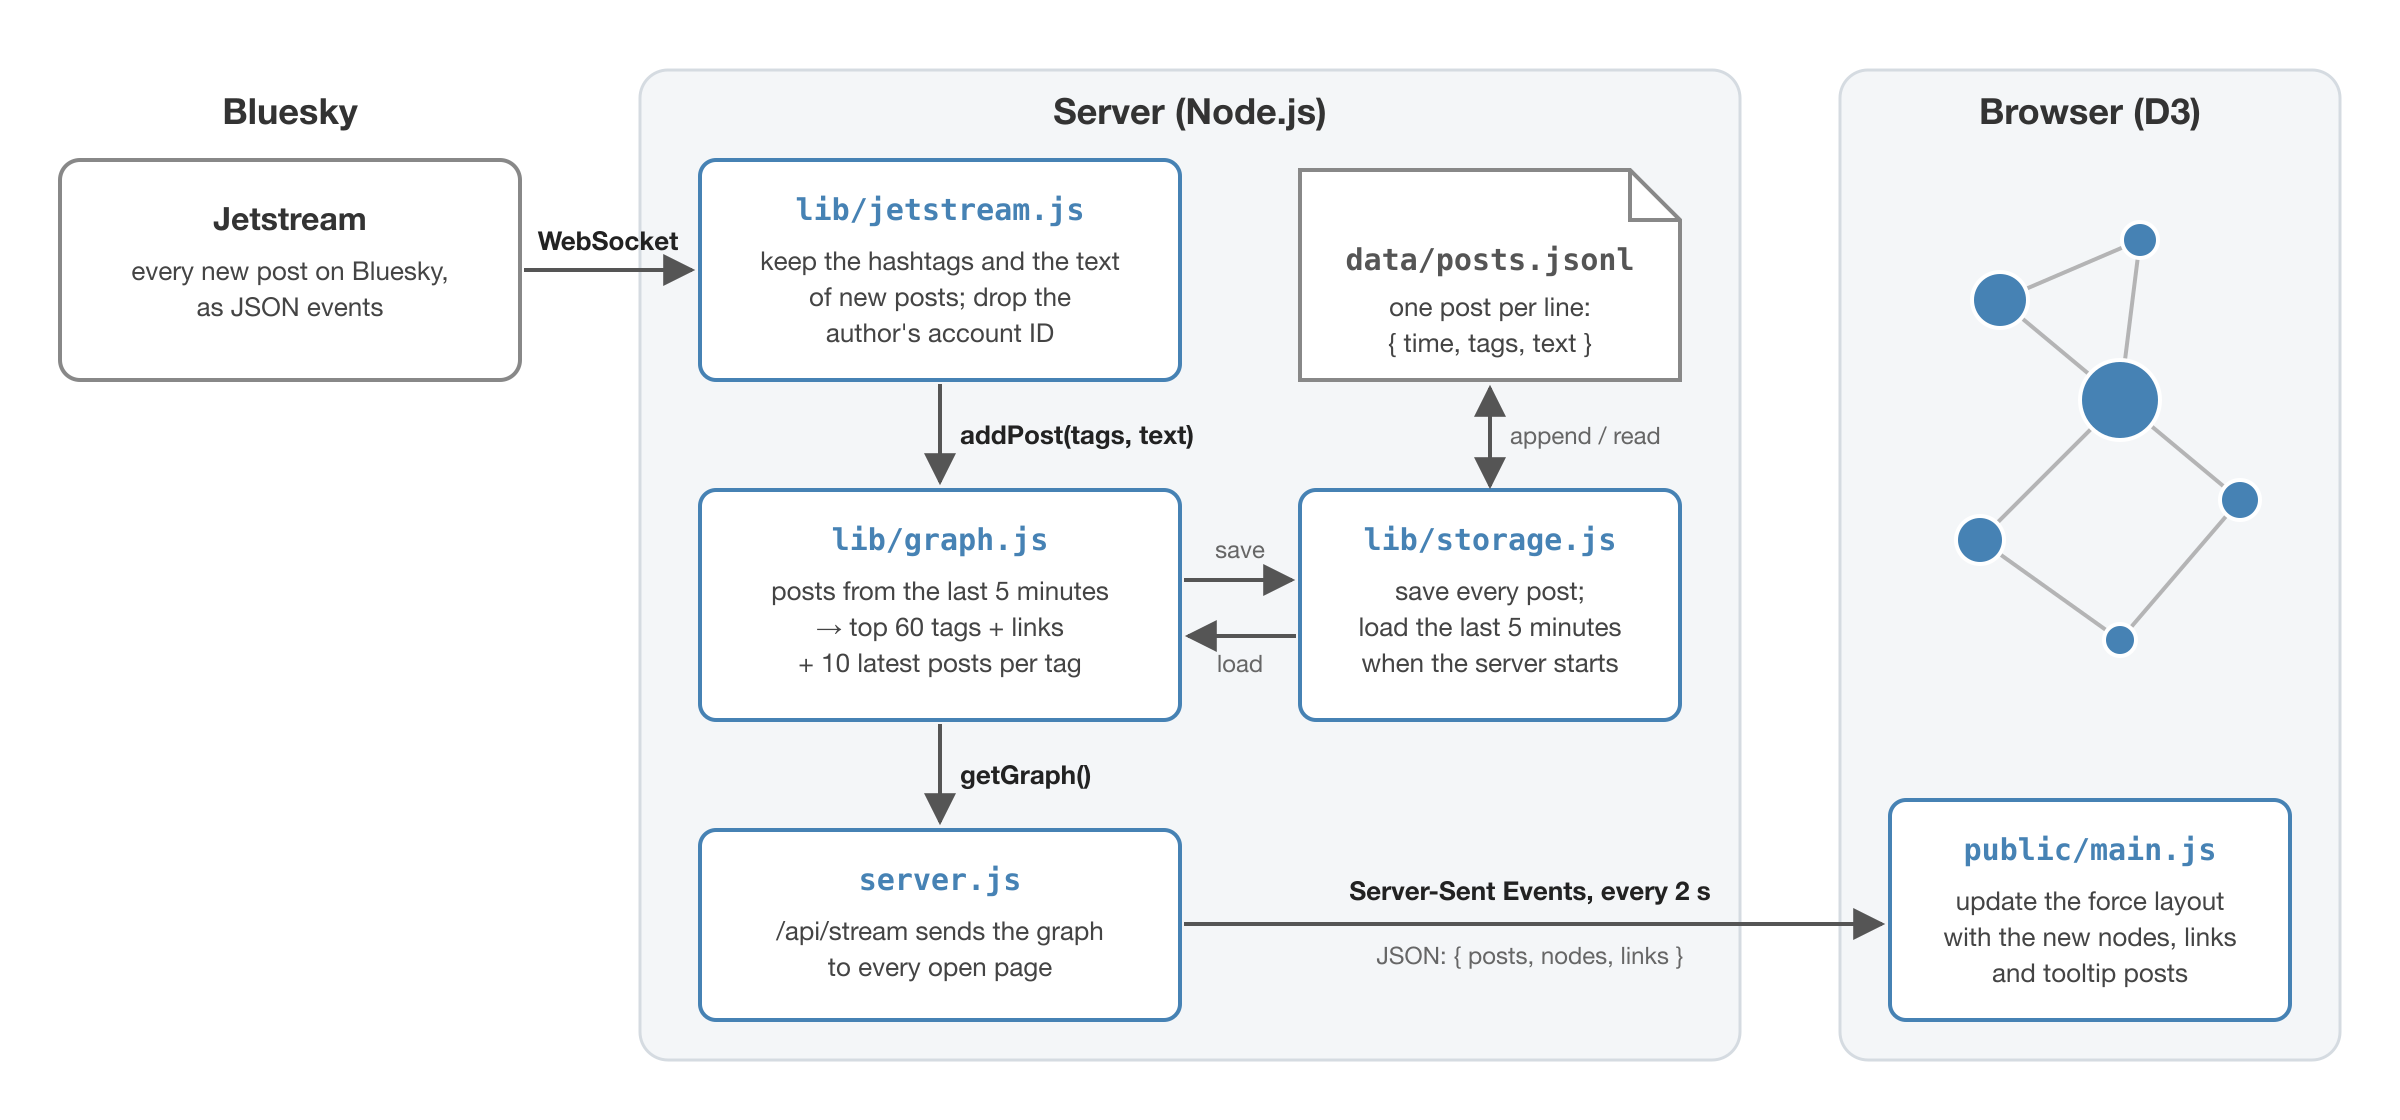 Bluesky
Jetstream
every new post on Bluesky,
as JSON events
WebSocket
Server (Node.js)
lib/jetstream.js
keep the hashtags and the text
of new posts; drop the
author's account ID
data/posts.jsonl
one post per line:
{ time, tags, text }
addPost(tags, text)
append / read
lib/graph.js
posts from the last 5 minutes
→ top 60 tags + links
+ 10 latest posts per tag
save
load
lib/storage.js
save every post;
load the last 5 minutes
when the server starts
getGraph()
server.js
/api/stream sends the graph
to every open page
Server-Sent Events, every 2 s
JSON: { posts, nodes, links }
Browser (D3)
public/main.js
update the force layout
with the new nodes, links
and tooltip posts